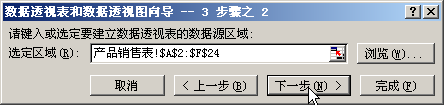 数据透视表和数据透视图向导 -- 3 步骤之 2
请键入或选定要建立数据透视表的数据源区域:
选定区域(R): 产品销售表!$A$2:$F$24 浏览(W)...
取消 < 上一步(B) 下一步(N) > 完成(F)